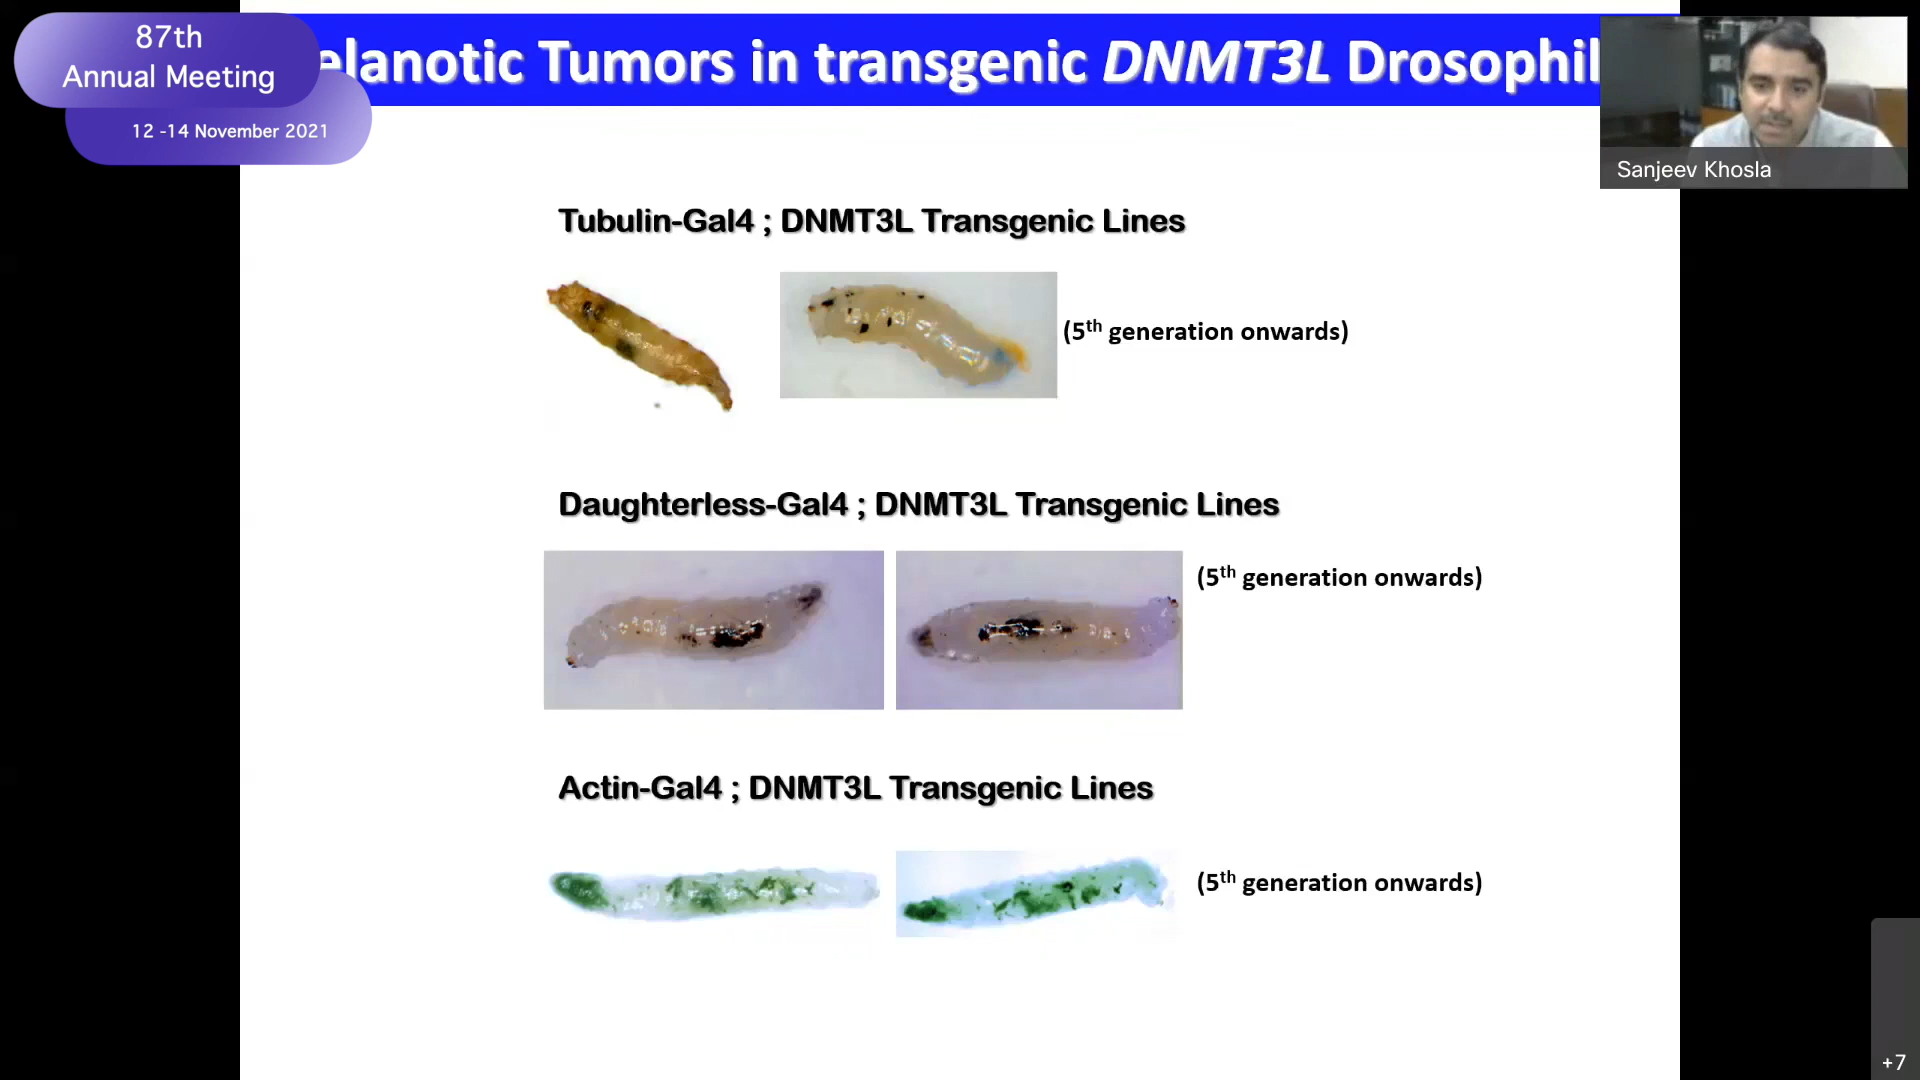 87th
Annual Meeting
12 -14 November 2021
elanotic Tumors in transgenic DNMT3L Drosophil
Sanjeev Khosla
Tubulin-Gal4 ; DNMT3L Transgenic Lines
(5th generation onwards)
Daughterless-Gal4 ; DNMT3L Transgenic Lines
(5th generation onwards)
Actin-Gal4 ; DNMT3L Transgenic Lines
(5th generation onwards)
+7